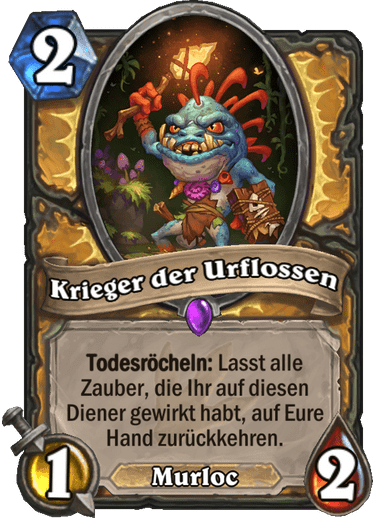 2
Krieger der Urflossen
Todesröcheln: Lasst alle
Zauber, die Ihr auf diesen
Diener gewirkt habt, auf Eure
Hand zurückkehren.
1
Murloc
2